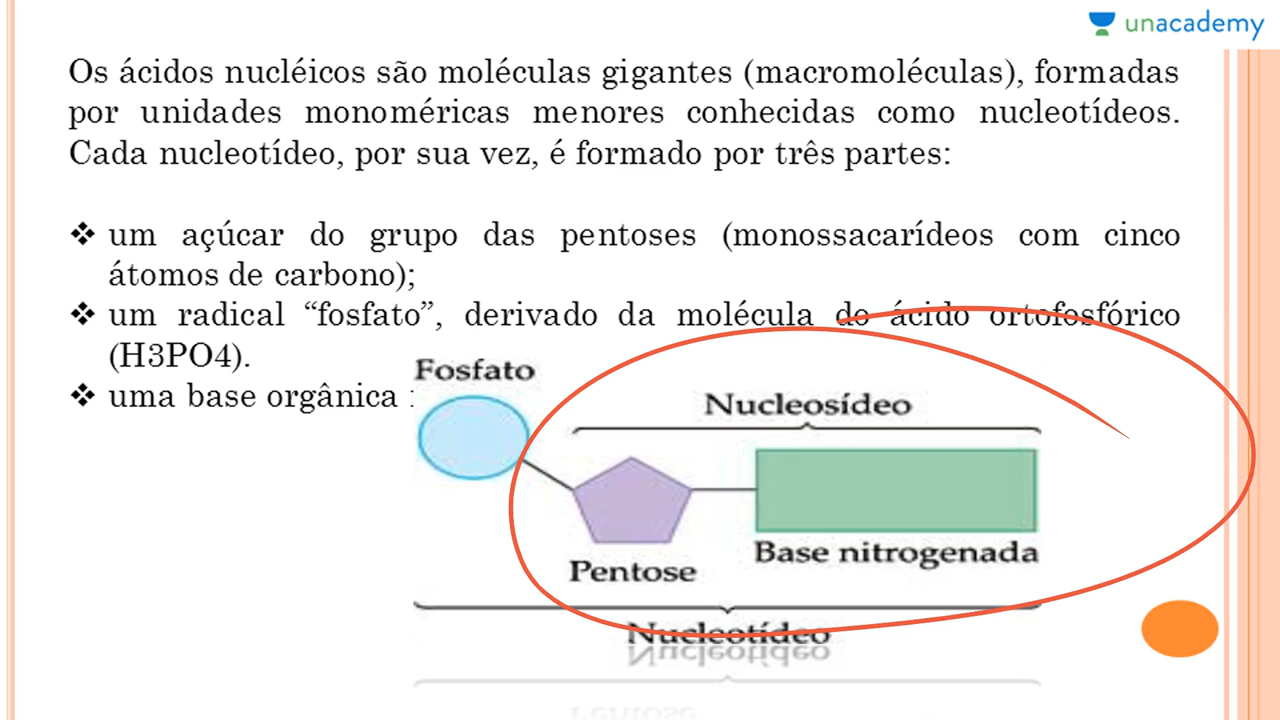 unacademy
Os ácidos nucléicos são moléculas gigantes (macromoléculas), formadas
por unidades monoméricas menores conhecidas como nucleotídeos.
Cada nucleotídeo, por sua vez, é formado por três partes:
❖ um açúcar do grupo das pentoses (monossacarídeos com cinco
átomos de carbono);
❖ um radical “fosfato”, derivado da molécula do ácido ortofosfórico
(H3PO4).
❖ uma base orgânica
Fosfato
Nucleosídeo
Base nitrogenada
Pentose
Nucleotídeo